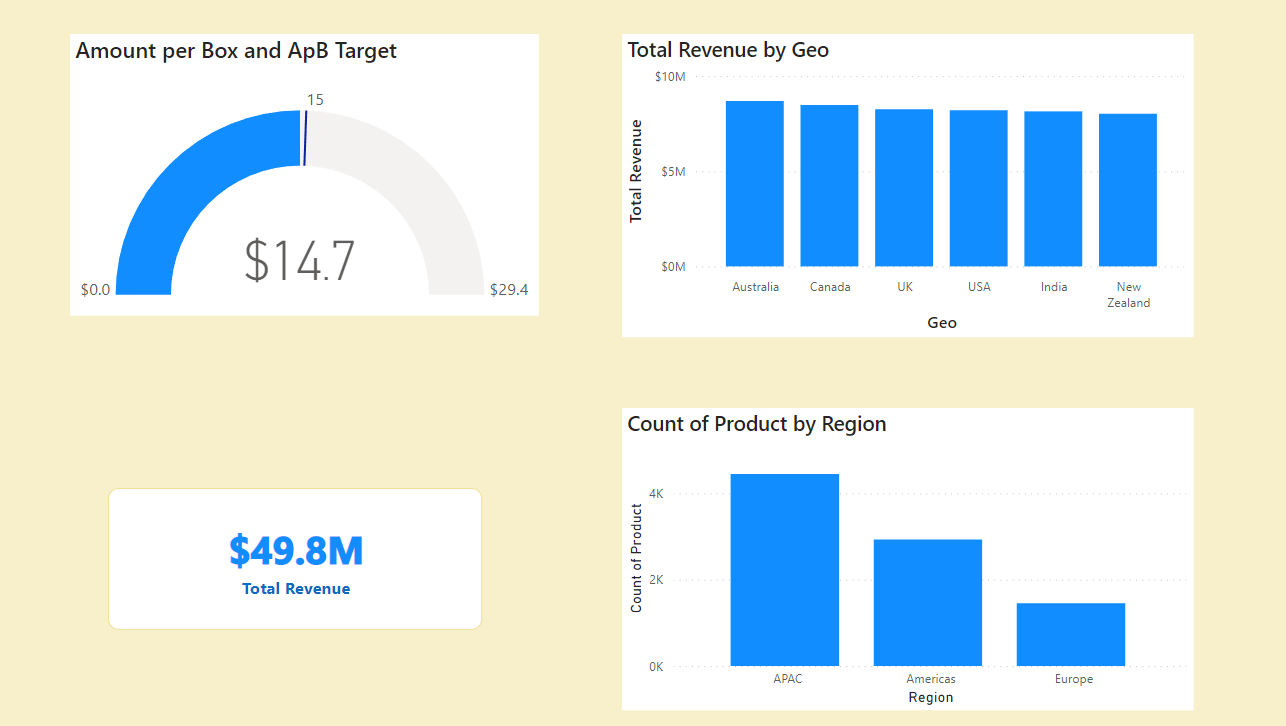 Amount per Box and ApB Target
15
$14.7
$0.0
$29.4
Total Revenue by Geo
$10M
$5M
$0M
Total Revenue
Australia
Canada
UK
USA
India
New
Zealand
Geo
$49.8M
Total Revenue
Count of Product by Region
4K
2K
0K
Count of Product
APAC
Americas
Europe
Region